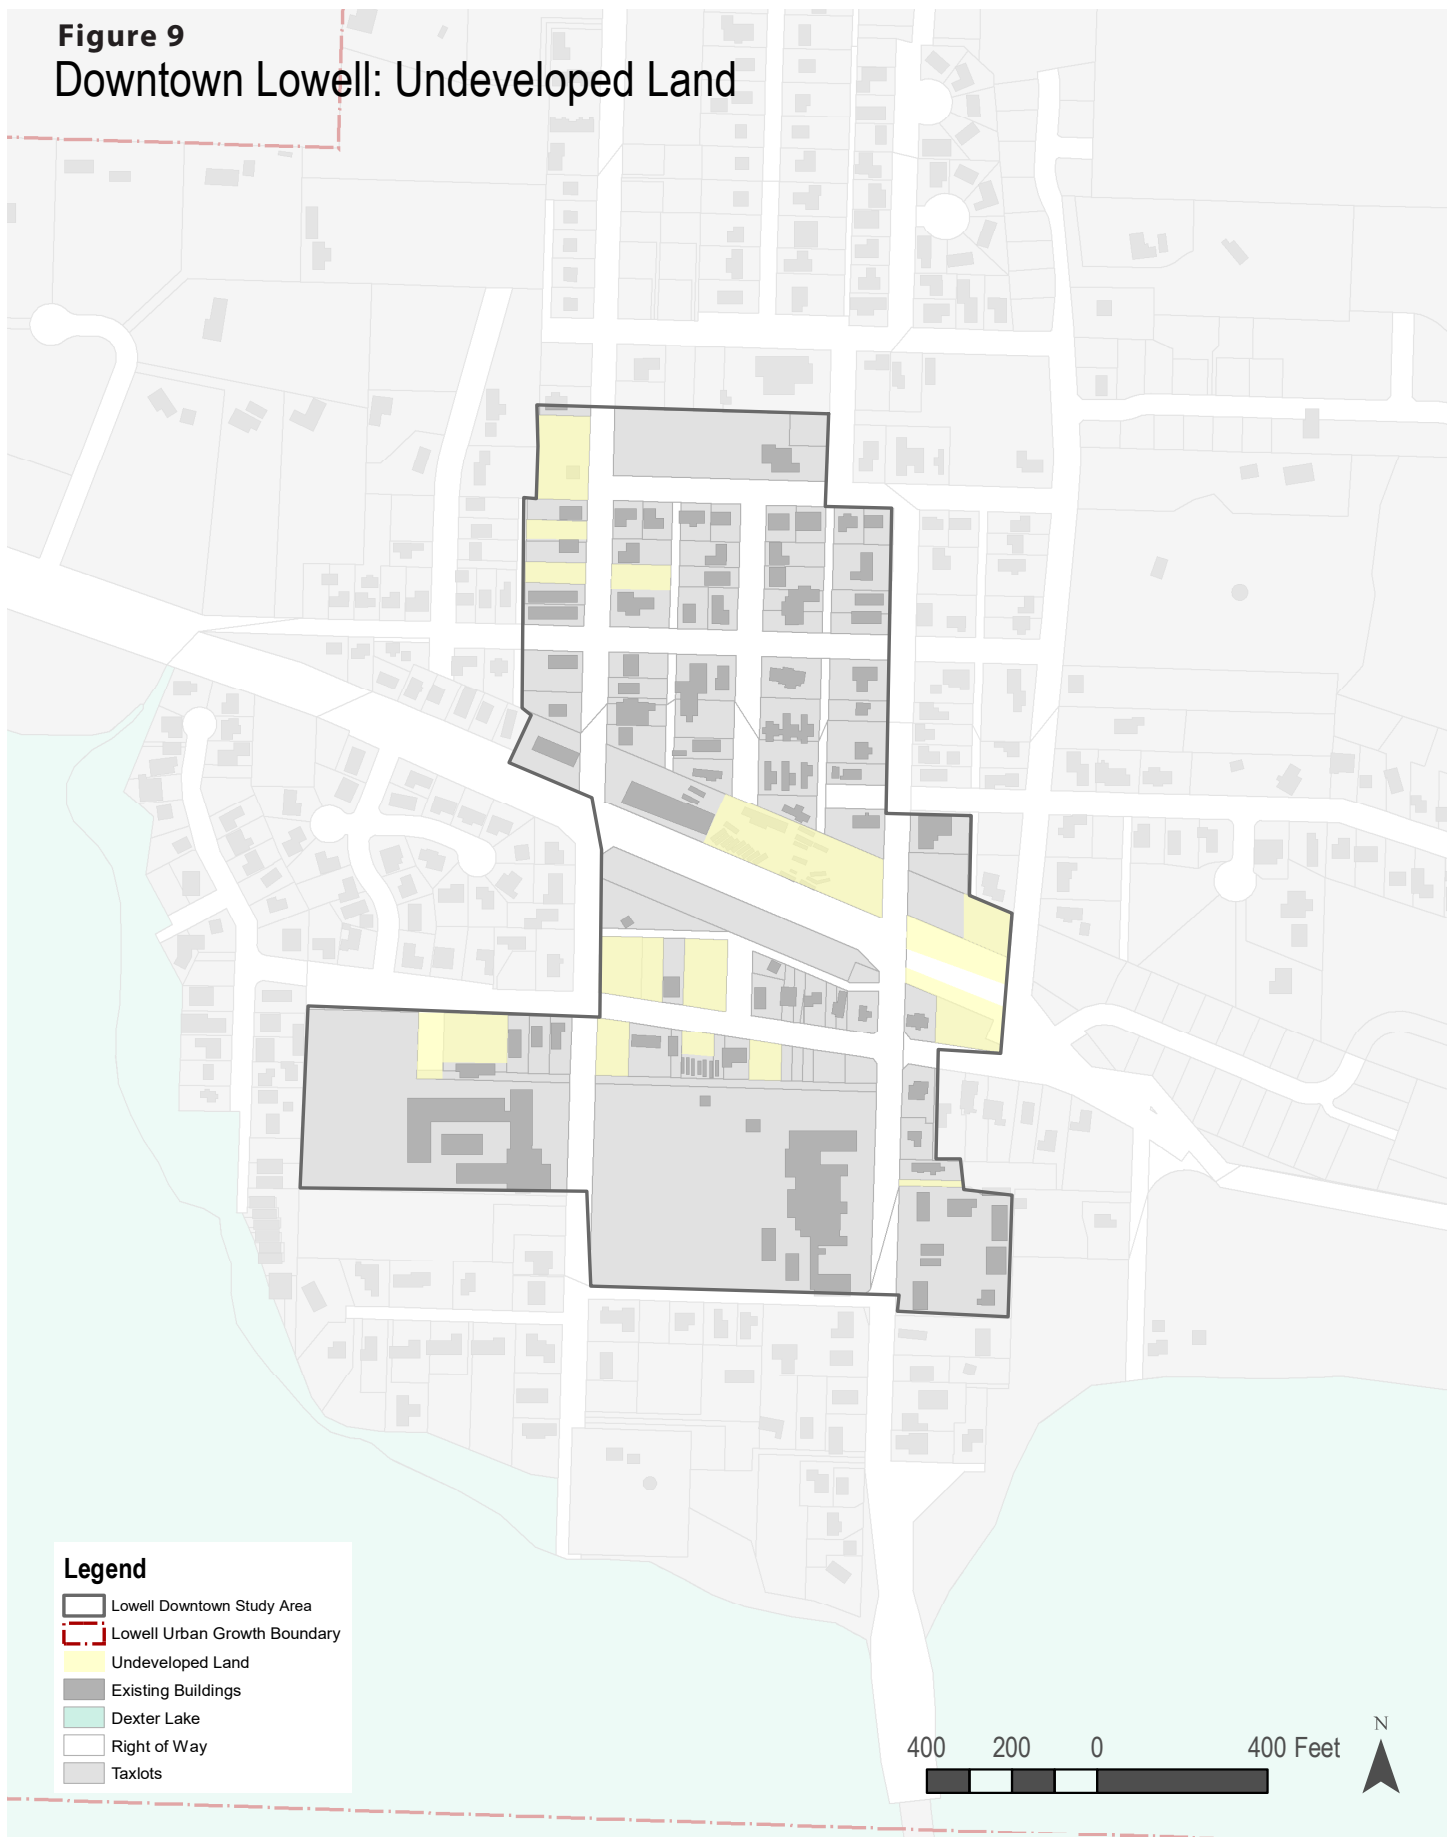 Figure 9
Downtown Lowell: Undeveloped Land
Legend
Lowell Downtown Study Area
Lowell Urban Growth Boundary
Undeveloped Land
Existing Buildings
Dexter Lake
Right of Way
Taxlots
400 200 0 400 Feet
N